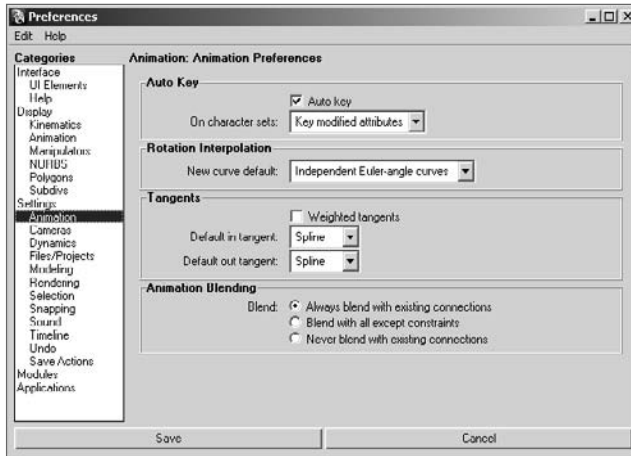 Preferences
Edit Help
Categories
Interface
UI Elements
Help
Display
Kinematics
Animation
Manipulators
NURBS
Polygons
Subdivs
Settings
Animation
Cameras
Dynamics
Files/Projects
Modeling
Rendering
Selection
Snapping
Sound
Timeline
Undo
Save Actions
Modules
Applications
Animation: Animation Preferences
Auto Key
Auto key
On character sets: Key modified attributes
Rotation Interpolation
New curve default: Independent Euler-angle curves
Tangents
Weighted tangents
Default in tangent: Spline
Default out tangent: Spline
Animation Blending
Blend: Always blend with existing connections
Blend with all except constraints
Never blend with existing connections
Save Cancel